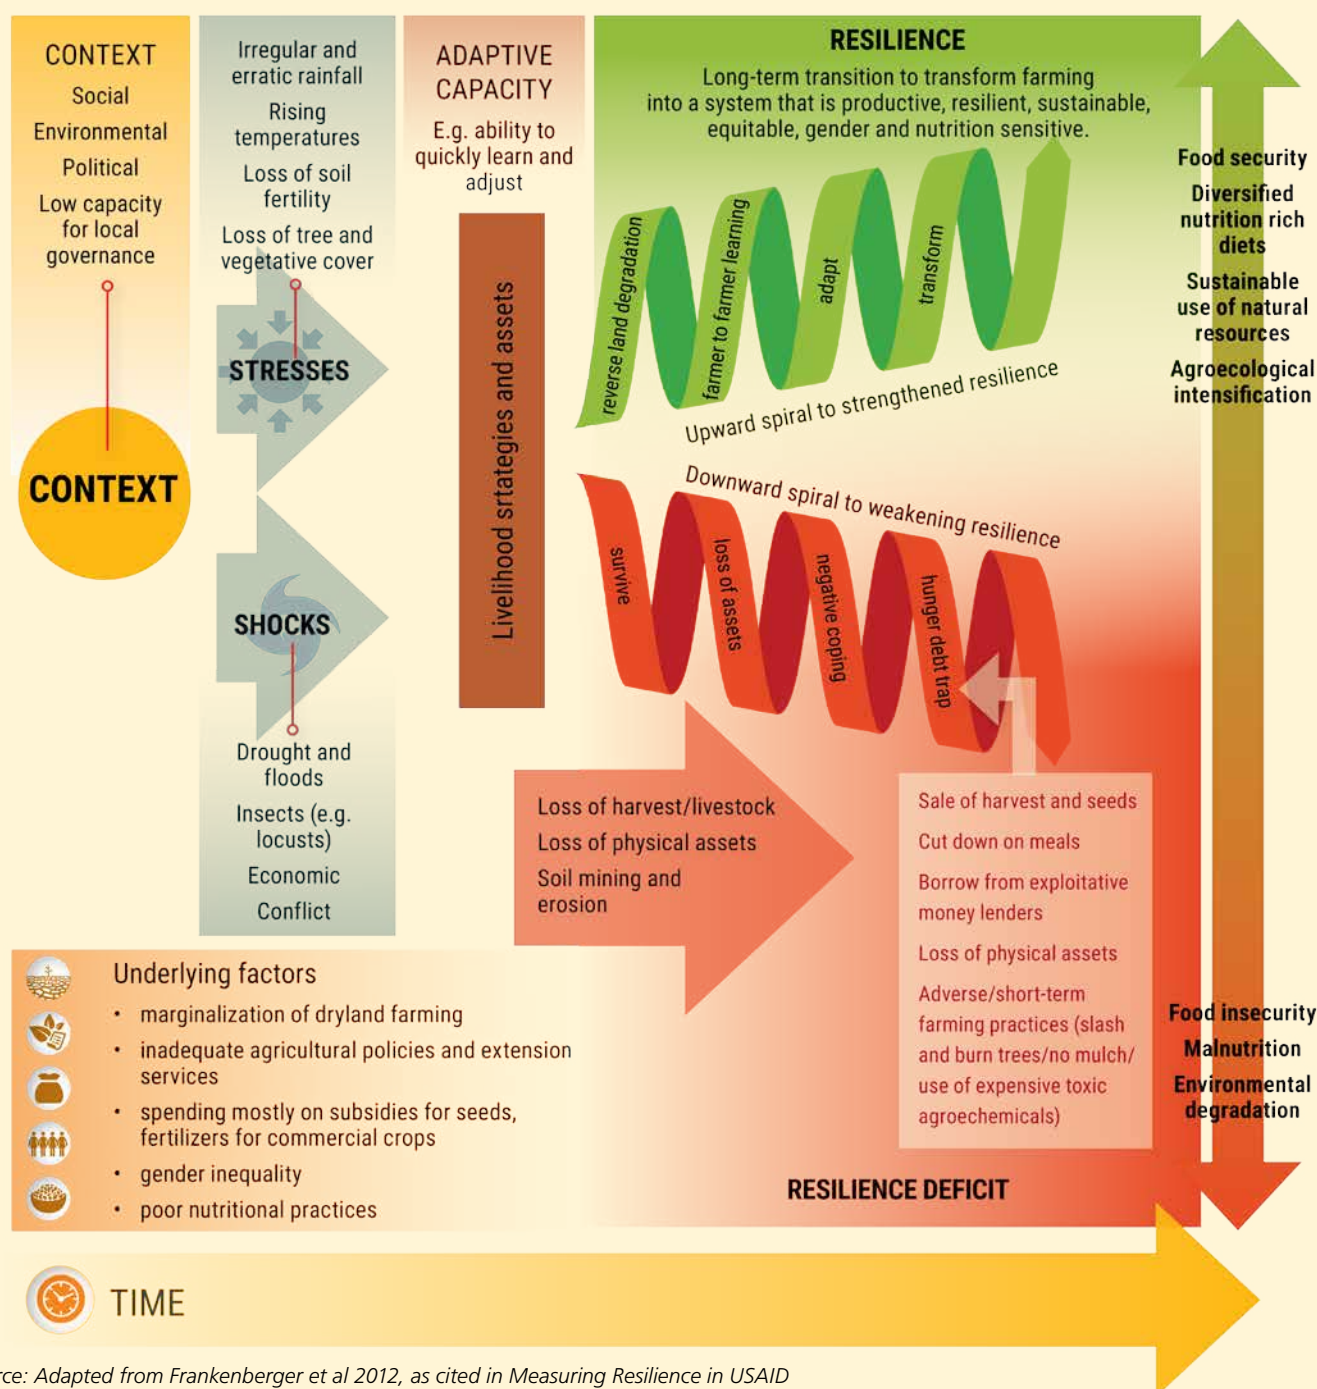 CONTEXT
Social
Environmental
Political
Low capacity
for local
governance
CONTEXT
Irregular and
erratic rainfall
Rising
temperatures
Loss of soil
fertility
Loss of tree and
vegetative cover
STRESSES
SHOCKS
Drought and
floods
Insects (e.g.
locusts)
Economic
Conflict
ADAPTIVE
CAPACITY
E.g. ability to
quickly learn and
adjust
Livelihood srtategies and assets
RESILIENCE
Long-term transition to transform farming
into a system that is productive, resilient, sustainable,
equitable, gender and nutrition sensitive.
reverse land degradation
farmer to farmer learning
adapt
transform
Upward spiral to strengthened resilience
Downward spiral to weakening resilience
survive
loss of assets
negative coping
hunger debt trap
Loss of harvest/livestock
Loss of physical assets
Soil mining and
erosion
Sale of harvest and seeds
Cut down on meals
Borrow from exploitative
money lenders
Loss of physical assets
Adverse/short-term
farming practices (slash
and burn trees/no mulch/
use of expensive toxic
agroechemicals)
RESILIENCE DEFICIT
Food security
Diversified
nutrition rich
diets
Sustainable
use of natural
resources
Agroecological
intensification
Food insecurity
Malnutrition
Environmental
degradation
Underlying factors
• marginalization of dryland farming
• inadequate agricultural policies and extension
services
• spending mostly on subsidies for seeds,
fertilizers for commercial crops
• gender inequality
• poor nutritional practices
TIME
rce: Adapted from Frankenberger et al 2012, as cited in Measuring Resilience in USAID